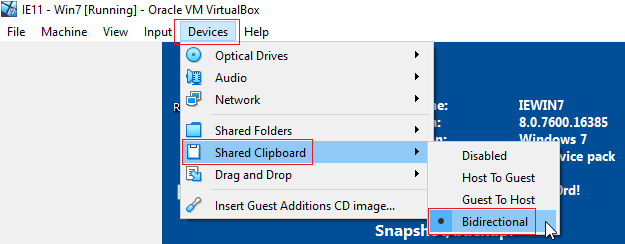 IE11 - Win7 [Running] - Oracle VM VirtualBox
File Machine View Input Devices Help
Optical Drives
Audio
Network
Shared Folders
Shared Clipboard
Drag and Drop
Insert Guest Additions CD image...
Disabled
Host To Guest
Guest To Host
Bidirectional
IEWIN7
8.0.7600.16385
Windows 7